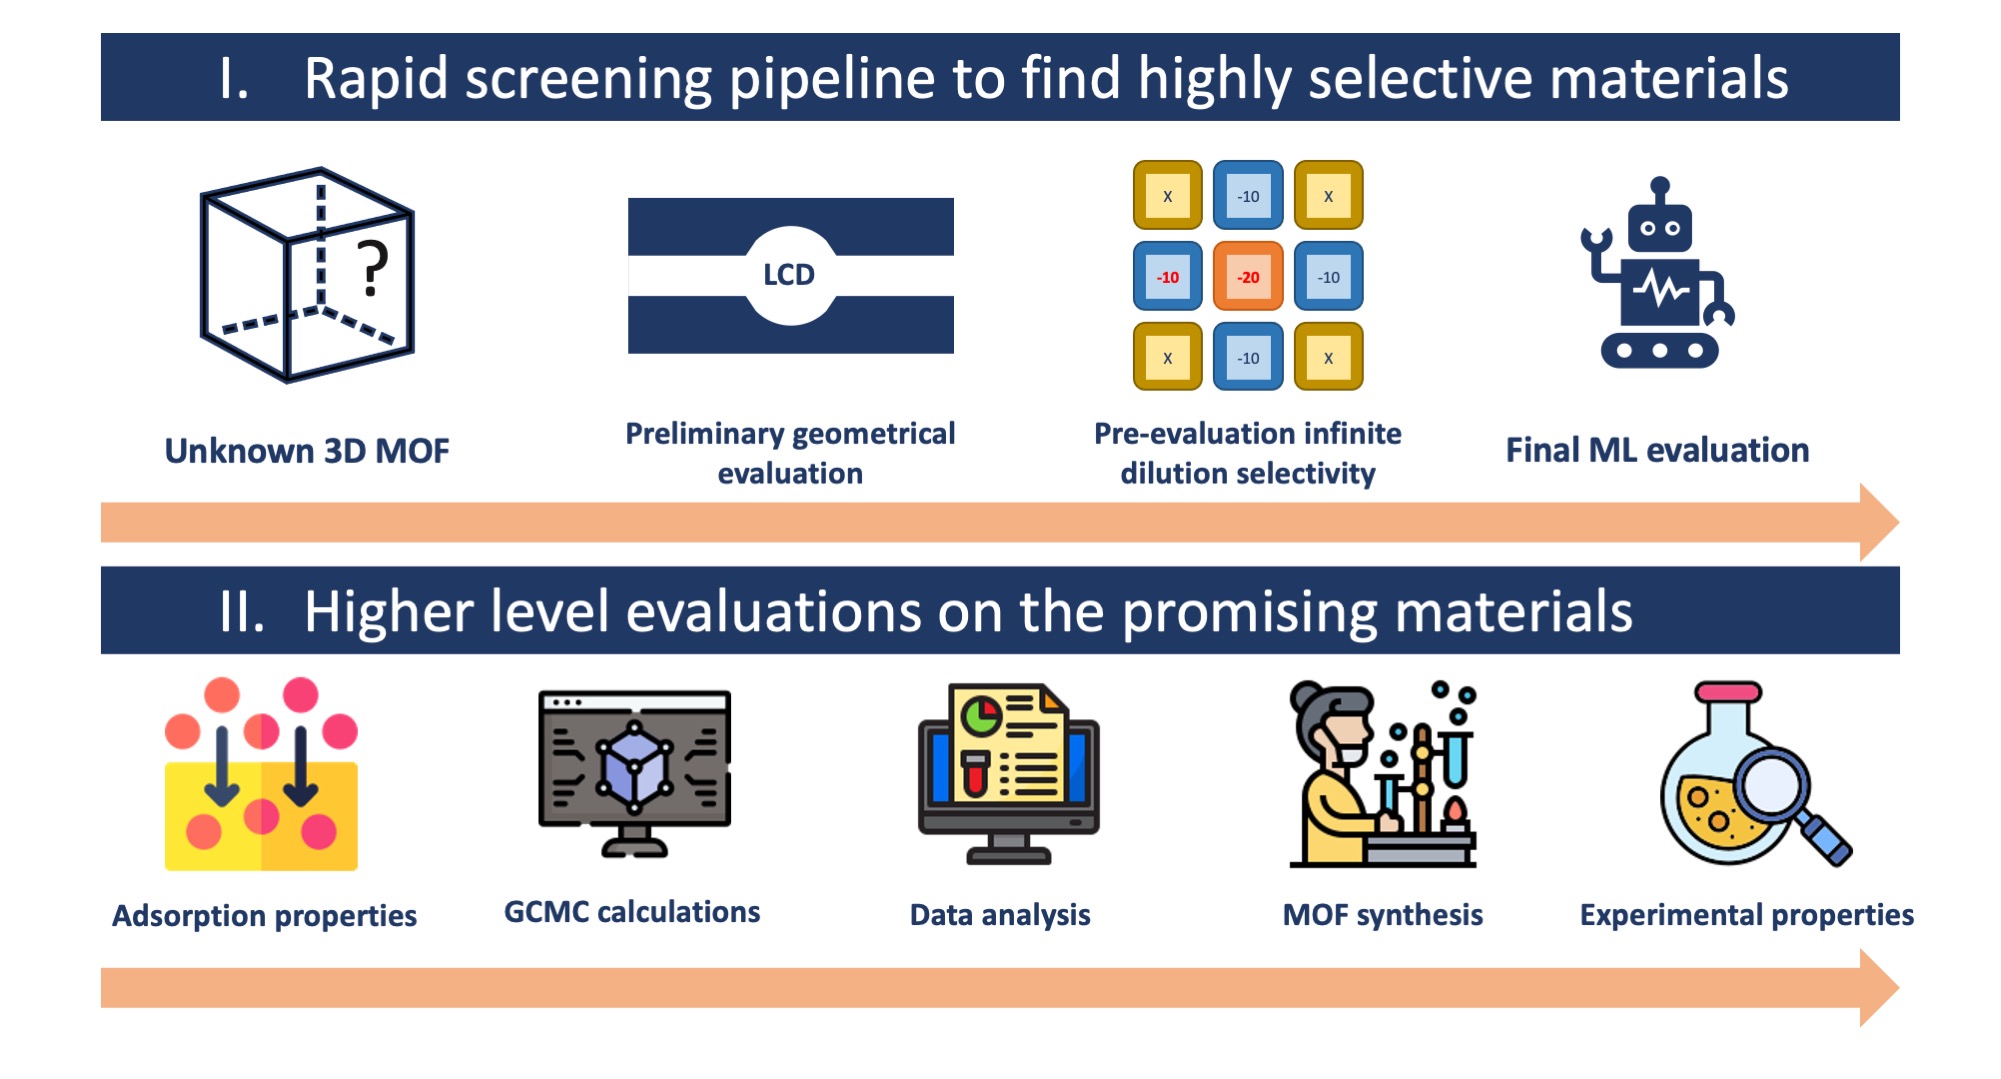 I. Rapid screening pipeline to find highly selective materials
?
LCD
X -10 X
-10 -20 -10
X -10 X
Unknown 3D MOF
Preliminary geometrical
evaluation
Pre-evaluation infinite
dilution selectivity
Final ML evaluation
II. Higher level evaluations on the promising materials
Adsorption properties
GCMC calculations
Data analysis
MOF synthesis
Experimental properties